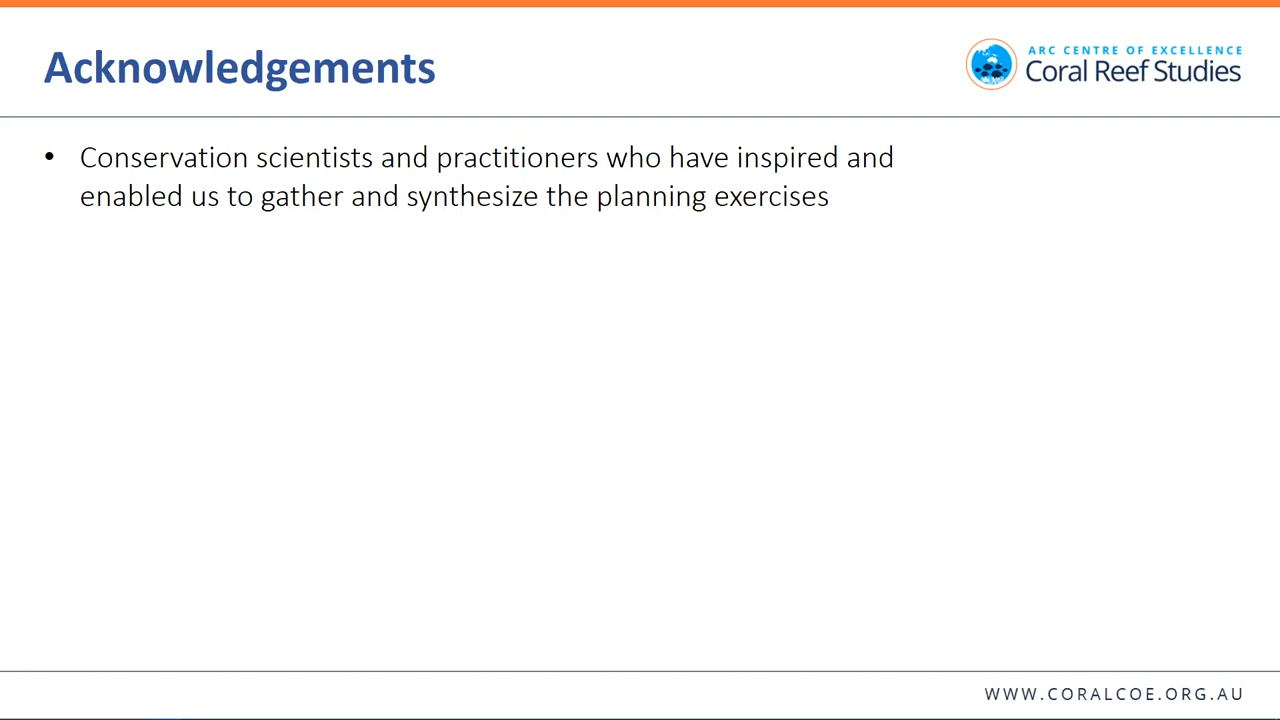 Acknowledgements
ARC CENTRE OF EXCELLENCE
Coral Reef Studies
• Conservation scientists and practitioners who have inspired and
enabled us to gather and synthesize the planning exercises
WWW.CORALCOE.ORG.AU